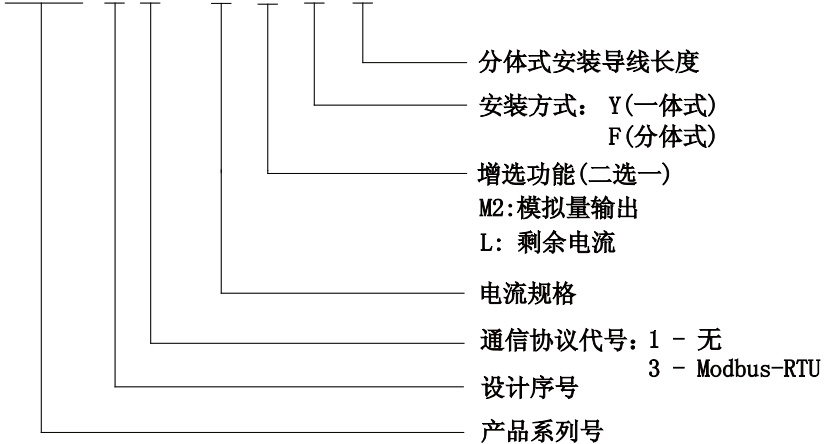 分体式安装导线长度
安装方式: Y(一体式)
F(分体式)
增选功能(二选一)
M2:模拟量输出
L: 剩余电流
电流规格
通信协议代号: 1 - 无
3 - Modbus-RTU
设计序号
产品系列号